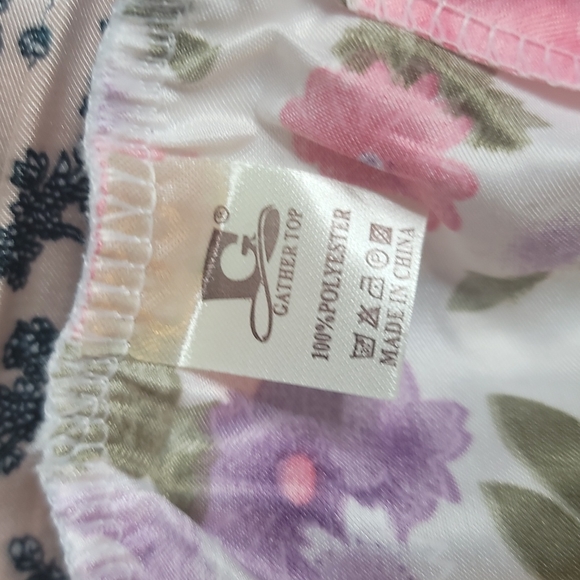 G®
GATHER TOP
100%POLYESTER
MADE IN CHINA